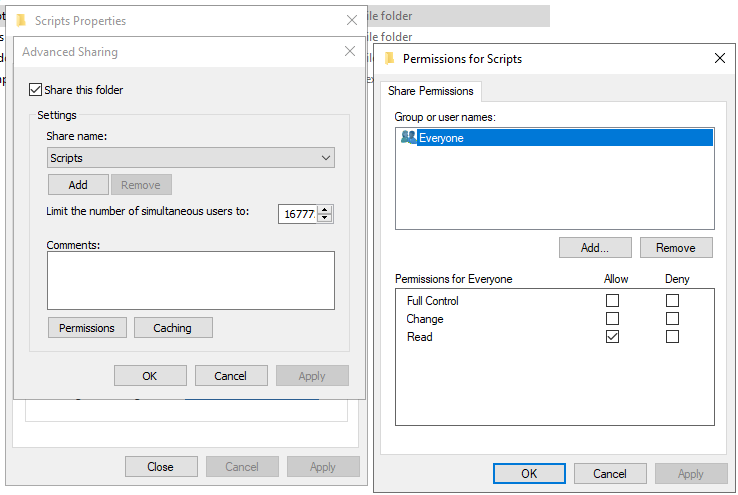 Scripts Properties
ile folder
ile folder
Advanced Sharing
Share this folder
Settings
Share name:
Scripts
Add
Remove
Limit the number of simultaneous users to:
16777
Comments:
Permissions
Caching
OK
Cancel
Apply
Close
Cancel
Apply
Permissions for Scripts
Share Permissions
Group or user names:
Everyone
Add...
Remove
Permissions for Everyone
Allow
Deny
Full Control
Change
Read
OK
Cancel
Apply